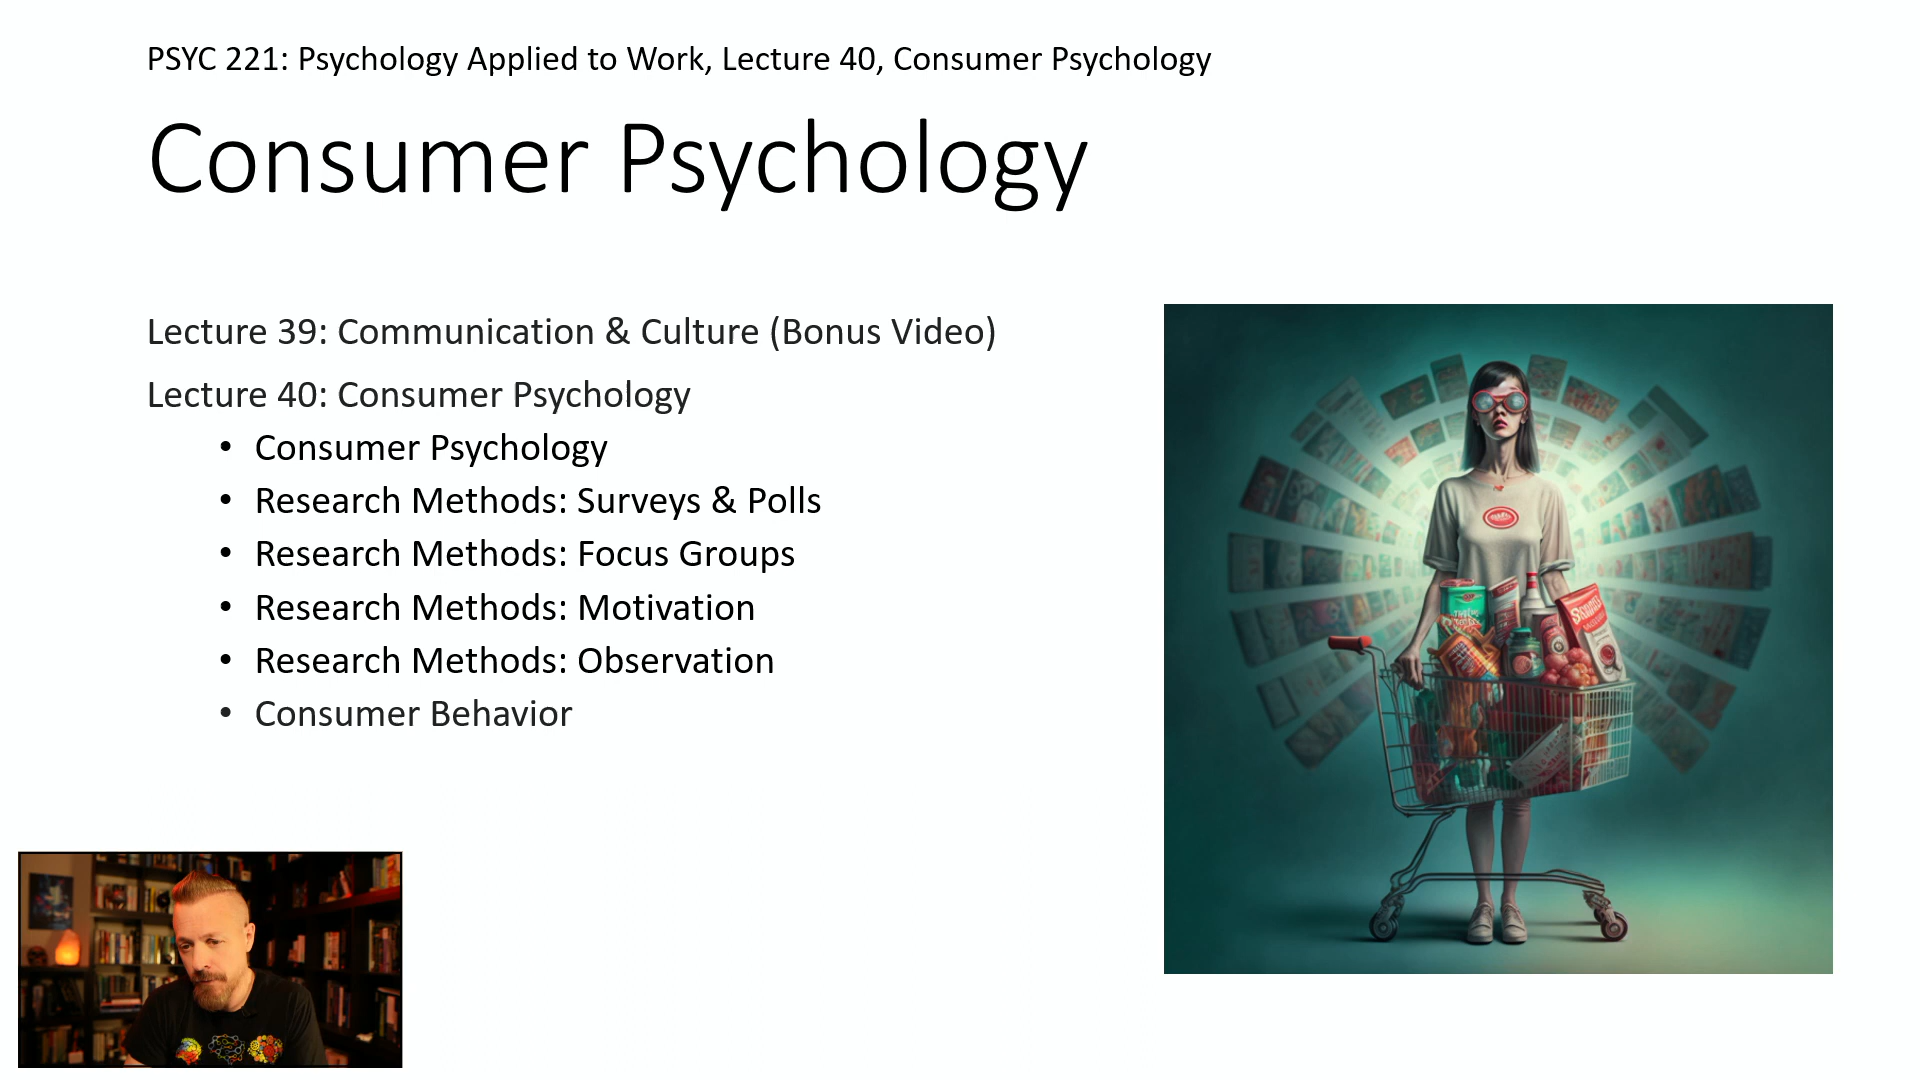 PSYC 221: Psychology Applied to Work, Lecture 40, Consumer Psychology
Consumer Psychology
Lecture 39: Communication & Culture (Bonus Video)
Lecture 40: Consumer Psychology
• Consumer Psychology
• Research Methods: Surveys & Polls
• Research Methods: Focus Groups
• Research Methods: Motivation
• Research Methods: Observation
• Consumer Behavior